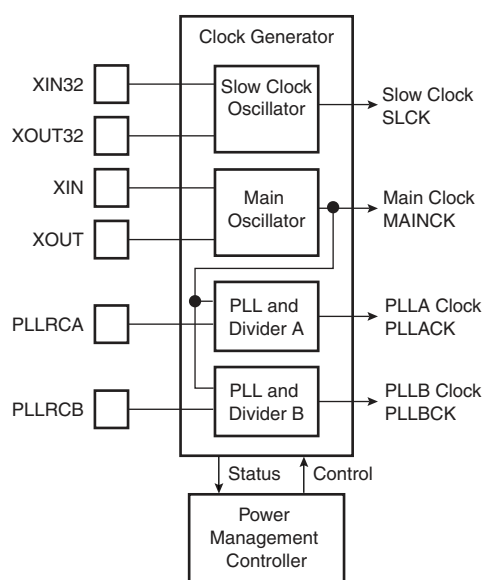 Clock Generator
XIN32
Slow Clock
Oscillator
Slow Clock
SLCK
XOUT32
XIN
Main
Oscillator
Main Clock
MAINCK
XOUT
PLLRCA
PLL and
Divider A
PLLA Clock
PLLACK
PLLRCB
PLL and
Divider B
PLLB Clock
PLLBCK
Status
Control
Power
Management
Controller